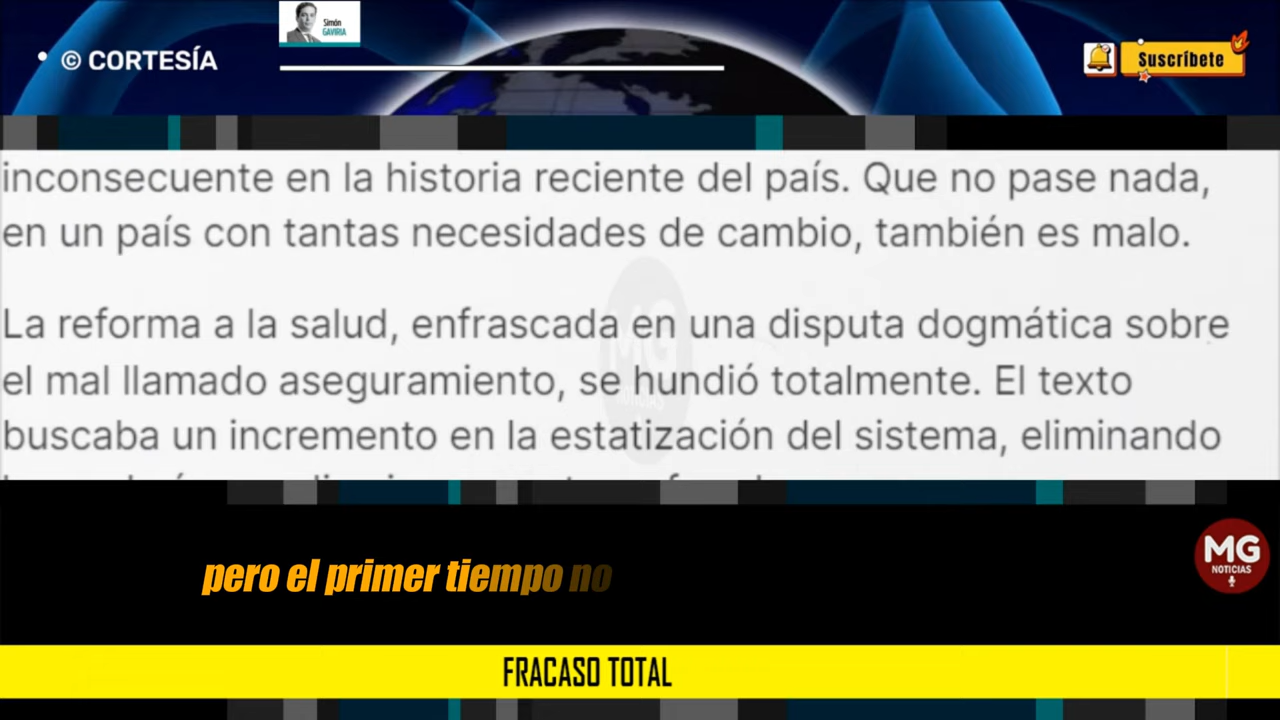 Simón
GAVIRIA
© CORTESÍA
Suscríbete
inconsecuente en la historia reciente del país. Que no pase nada,
en un país con tantas necesidades de cambio, también es malo.
La reforma a la salud, enfrascada en una disputa dogmática sobre
el mal llamado aseguramiento, se hundió totalmente. El texto
buscaba un incremento en la estatización del sistema, eliminando
pero el primer tiempo no
MG
NOTICIAS
FRACASO TOTAL